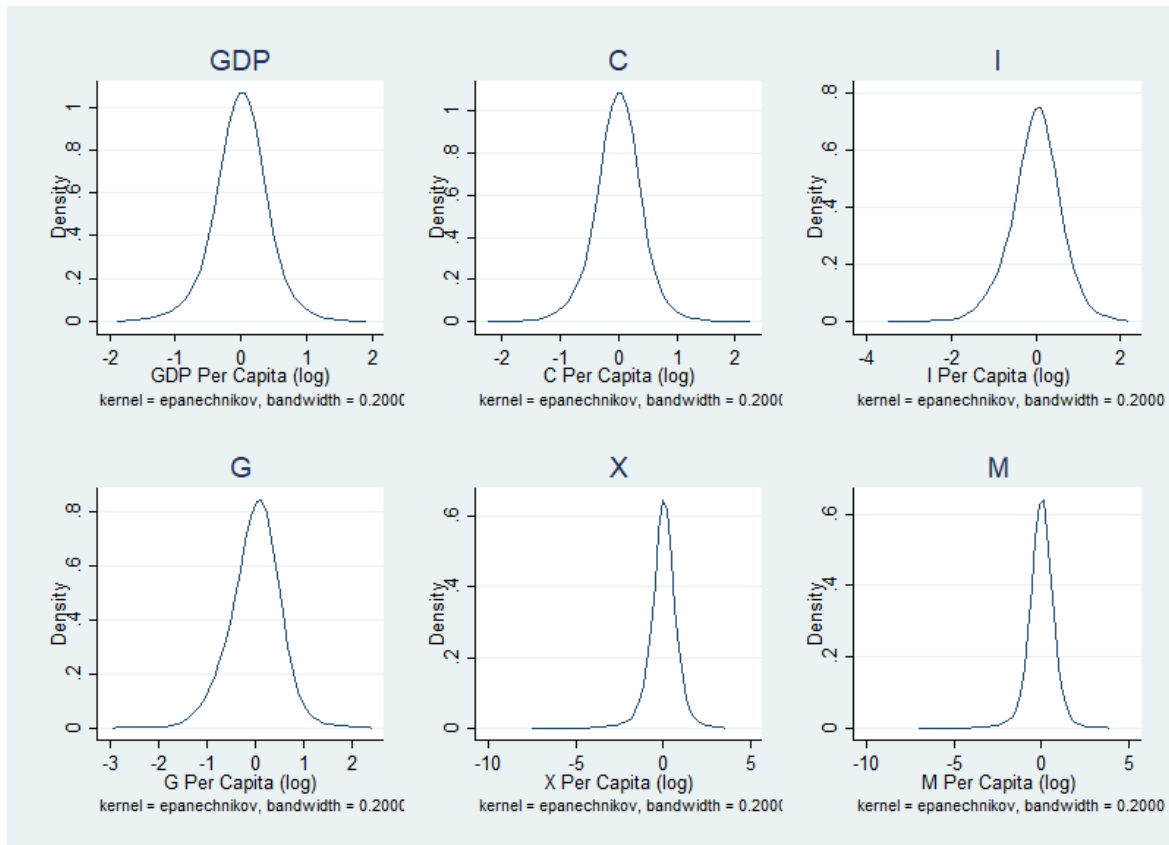 GDP
Density
0 .2 .4 .6 .8 1
-2 -1 0 1 2
GDP Per Capita (log)
kernel = epanechnikov, bandwidth = 0.2000
C
Density
0 .2 .4 .6 .8 1
-2 -1 0 1 2
C Per Capita (log)
kernel = epanechnikov, bandwidth = 0.2000
I
Density
0 .2 .4 .6 .8
-4 -2 0 2
I Per Capita (log)
kernel = epanechnikov, bandwidth = 0.2000
G
Density
0 .2 .4 .6 .8
-3 -2 -1 0 1 2
G Per Capita (log)
kernel = epanechnikov, bandwidth = 0.2000
X
Density
0 .2 .4 .6
-10 -5 0 5
X Per Capita (log)
kernel = epanechnikov, bandwidth = 0.2000
M
Density
0 .2 .4 .6
-10 -5 0 5
M Per Capita (log)
kernel = epanechnikov, bandwidth = 0.2000